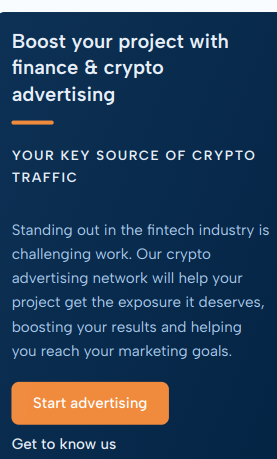 Boost your project with
finance & crypto
advertising
YOUR KEY SOURCE OF CRYPTO
TRAFFIC
Standing out in the fintech industry is
challenging work. Our crypto
advertising network will help your
project get the exposure it deserves,
boosting your results and helping
you reach your marketing goals.
Start advertising
Get to know us